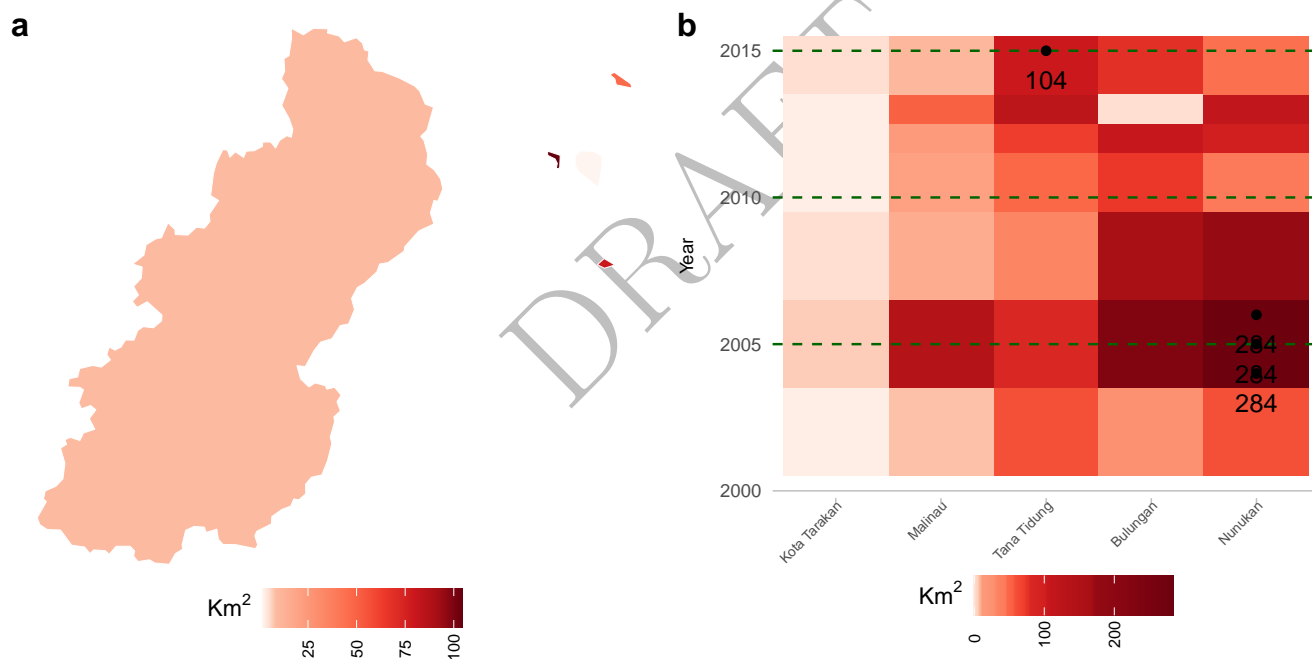 a
b
DRAFT
Year
2015
2010
2005
2000
104
284
284
284
Kota Tarakan
Malinau
Tana Tidung
Bulungan
Nunukan
Km²
25
50
75
100
Km²
0
100
200